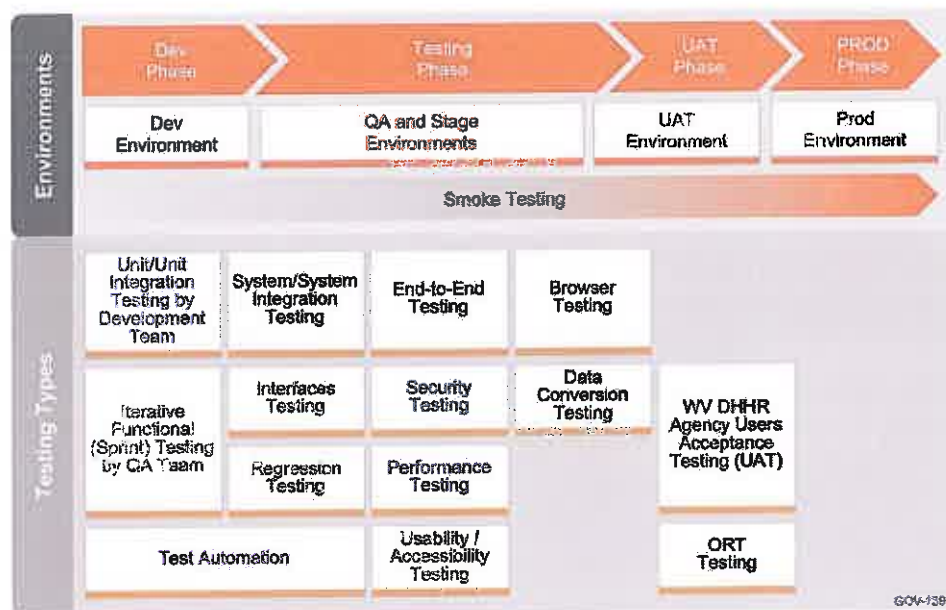 Environments
Dev
Phase
Testing
Phase
UAT
Phase
PROD
Phase
Dev
Environment
QA and Stage
Environments
UAT
Environment
Prod
Environment
Smoke Testing
Testing Types
Unit/Unit
Integration
Testing by
Development
Team
System/System
Integration
Testing
End-to-End
Testing
Browser
Testing
Iterative
Functional
(Sprint) Testing
by QA Team
Interfaces
Testing
Security
Testing
Data
Conversion
Testing
WV DHHR
Agency Users
Acceptance
Testing (UAT)
Regression
Testing
Performance
Testing
Test Automation
Usability /
Accessibility
Testing
ORT
Testing
GOV-139